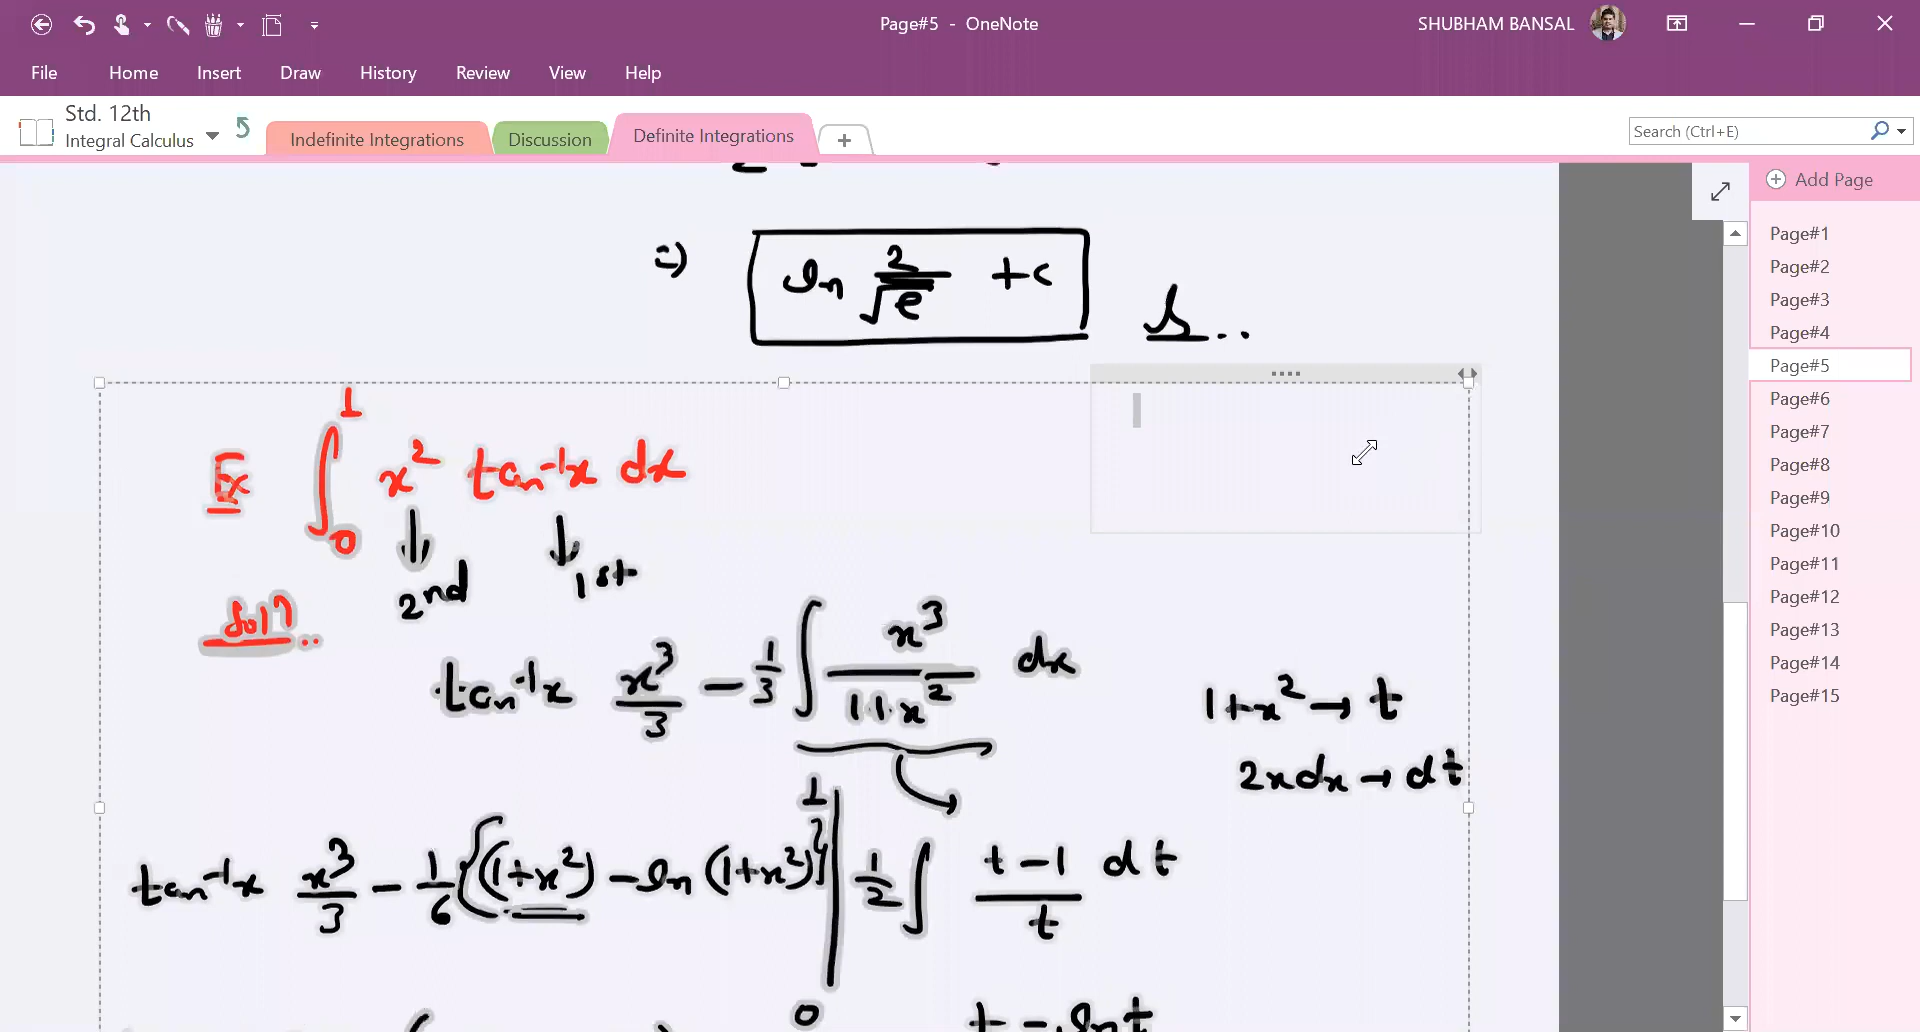 Page#5 - OneNote
SHUBHAM BANSAL
File Home Insert Draw History Review View Help
Std. 12th
Integral Calculus
Indefinite Integrations Discussion Definite Integrations +
Search (Ctrl+E)
Add Page
Page#1
Page#2
Page#3
Page#4
Page#5
Page#6
Page#7
Page#8
Page#9
Page#10
Page#11
Page#12
Page#13
Page#14
Page#15
=) ln 2/√e + c
Ex ∫₀¹ x² tan⁻¹x dx
2nd 1st
Solⁿ..
tan⁻¹x x³/3 - 1/3 ∫ x³/1+x² dx
1+x² → t
2xdx → dt
tan⁻¹x x³/3 - 1/6 {(1+x²) - ln (1+x²)} |₀¹ 1/2 ∫ t-1/t dt
t - ln t